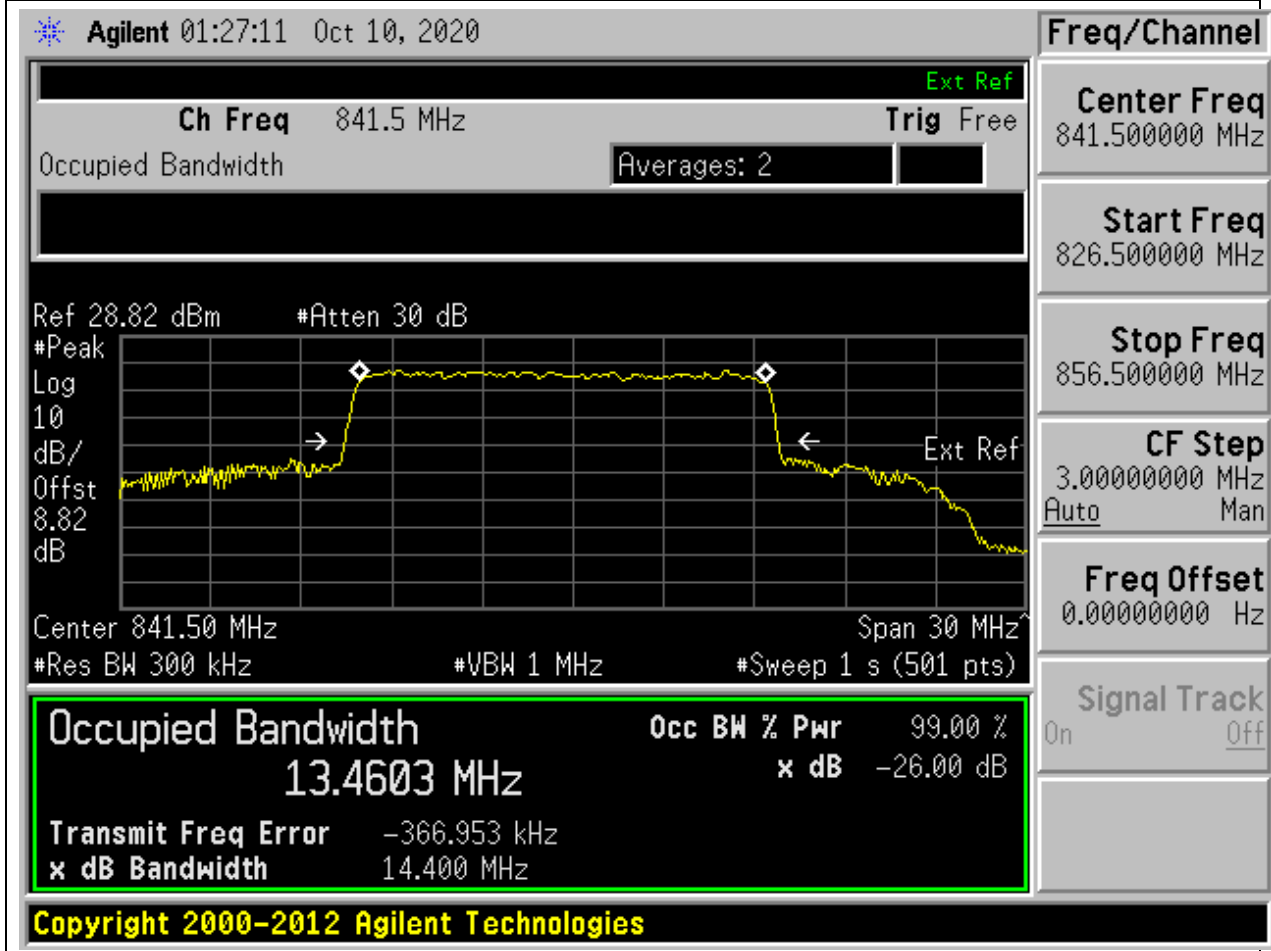 Agilent 01:27:11 Oct 10, 2020
Freq/Channel
Ext Ref
Ch Freq 841.5 MHz
Trig Free
Occupied Bandwidth
Averages: 2
Ref 28.82 dBm #Atten 30 dB
#Peak
Log
10
dB/
Offst
8.82
dB
Ext Ref
Center 841.50 MHz
Span 30 MHz^
#Res BW 300 kHz #VBW 1 MHz #Sweep 1 s (501 pts)
Occupied Bandwidth
13.4603 MHz
Occ BW % Pwr 99.00 %
x dB -26.00 dB
Transmit Freq Error -366.953 kHz
x dB Bandwidth 14.400 MHz
Center Freq
841.500000 MHz
Start Freq
826.500000 MHz
Stop Freq
856.500000 MHz
CF Step
3.00000000 MHz
Auto Man
Freq Offset
0.00000000 Hz
Signal Track
On Off
Copyright 2000-2012 Agilent Technologies